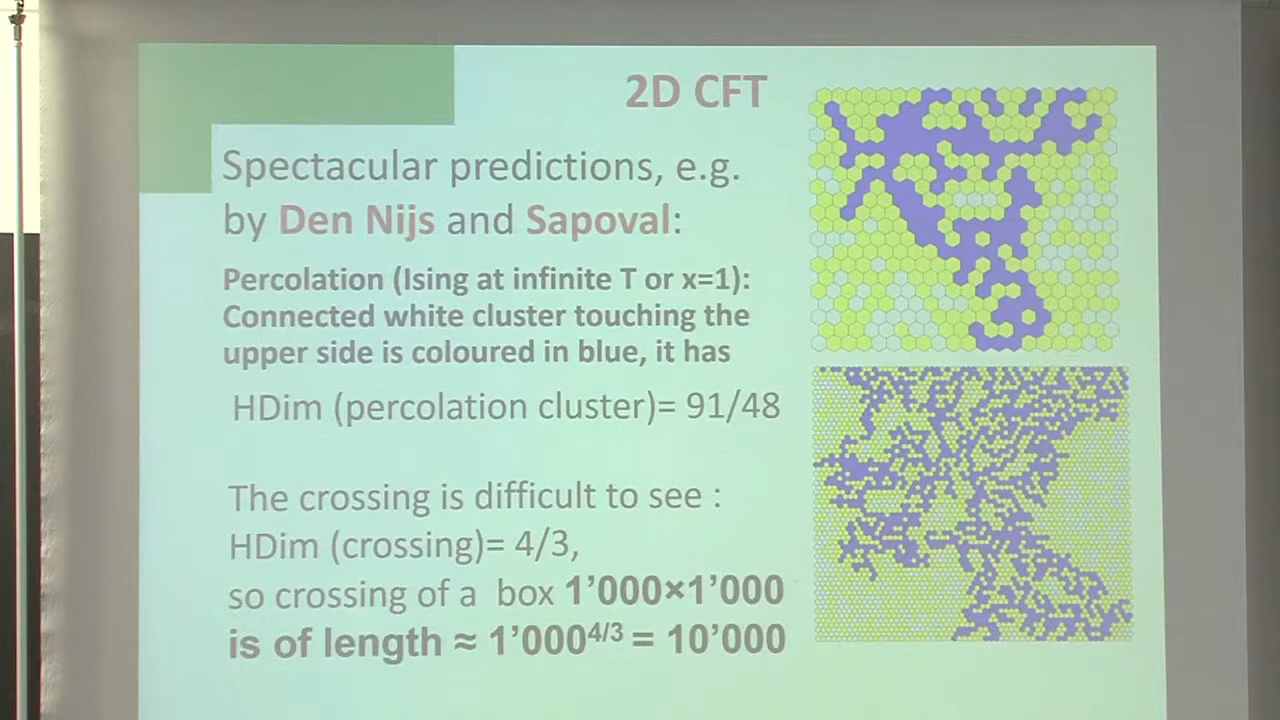 2D CFT
Spectacular predictions, e.g.
by Den Nijs and Sapoval:
Percolation (Ising at infinite T or x=1):
Connected white cluster touching the
upper side is coloured in blue, it has
HDim (percolation cluster)= 91/48
The crossing is difficult to see :
HDim (crossing)= 4/3,
so crossing of a box 1’000×1’000
is of length ≈ 1’000⁴ᐟ³ = 10’000